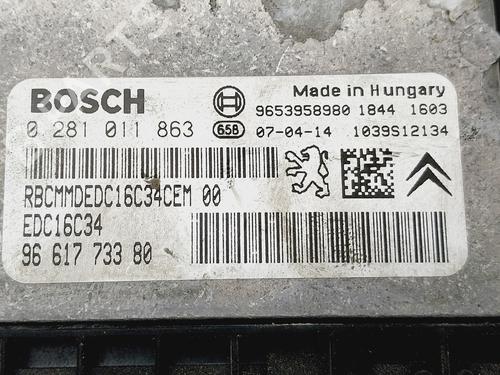 BOSCH
Made in Hungary
9653958980 1844 1603
0 281 011 863
658
07-04-14
1039S12134
RBCMMDEDC16C34CEM 00
EDC16C34
96 617 733 80